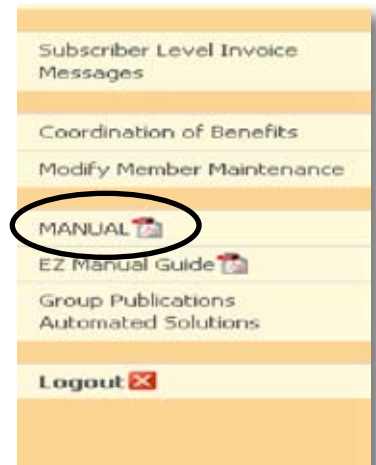 Subscriber Level Invoice
Messages
Coordination of Benefits
Modify Member Maintenance
MANUAL
EZ Manual Guide
Group Publications
Automated Solutions
Logout